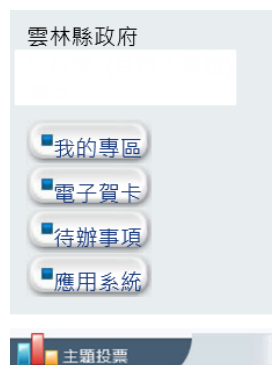 雲林縣政府
我的專區
電子賀卡
待辦事項
應用系統
主題投票